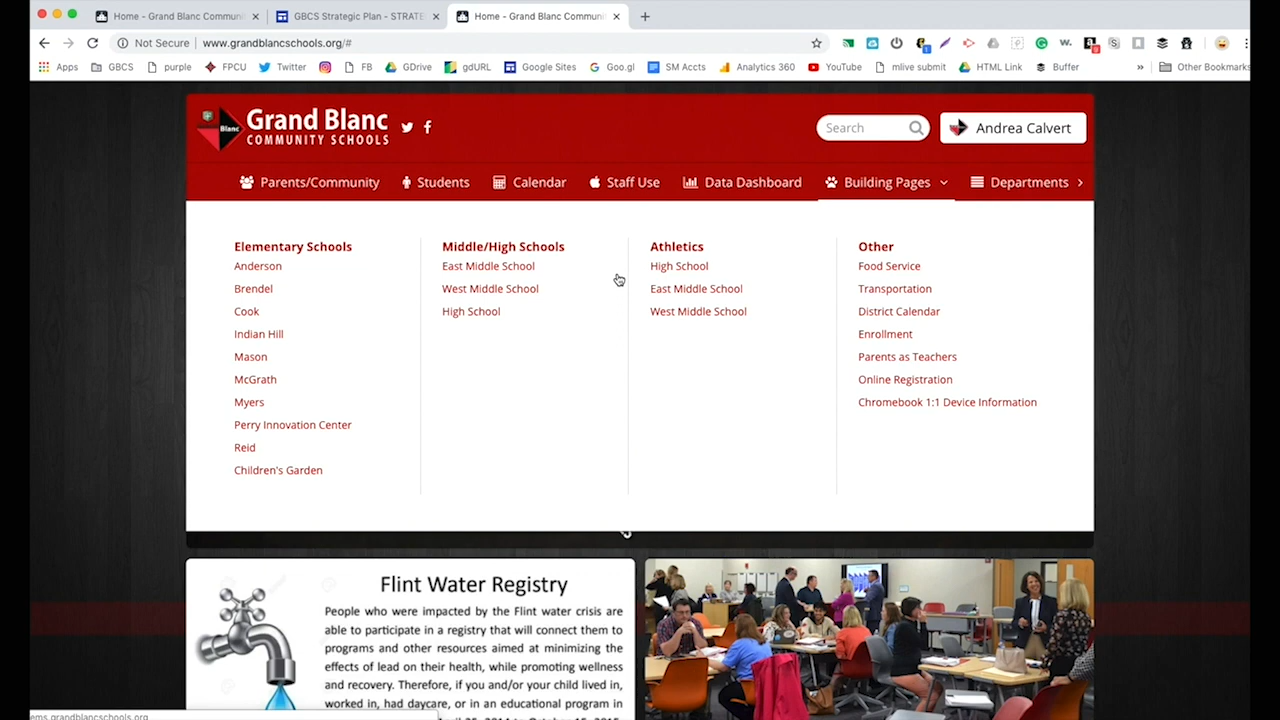 Home - Grand Blanc Communi
GBCS Strategic Plan - STRATE
Home - Grand Blanc Communi
Not Secure
www.grandblancschools.org/#
Apps
GBCS
purple
FPCU
Twitter
FB
GDrive
gdURL
Google Sites
Goo.gl
SM Accts
Analytics 360
YouTube
mlive submit
HTML Link
Buffer
»
Other Bookmarks
Blanc
Grand Blanc
COMMUNITY SCHOOLS
Search
Andrea Calvert
Parents/Community
Students
Calendar
Staff Use
Data Dashboard
Building Pages
Departments
Elementary Schools
Anderson
Brendel
Cook
Indian Hill
Mason
McGrath
Myers
Perry Innovation Center
Reid
Children's Garden
Middle/High Schools
East Middle School
West Middle School
High School
Athletics
High School
East Middle School
West Middle School
Other
Food Service
Transportation
District Calendar
Enrollment
Parents as Teachers
Online Registration
Chromebook 1:1 Device Information
Flint Water Registry
People who were impacted by the Flint water crisis are
able to participate in a registry that will connect them to
programs and other resources aimed at minimizing the
effects of lead on their health, while promoting wellness
and recovery. Therefore, if you and/or your child lived in,
worked in, had daycare, or in an educational program in
ems.grandblancschools.org